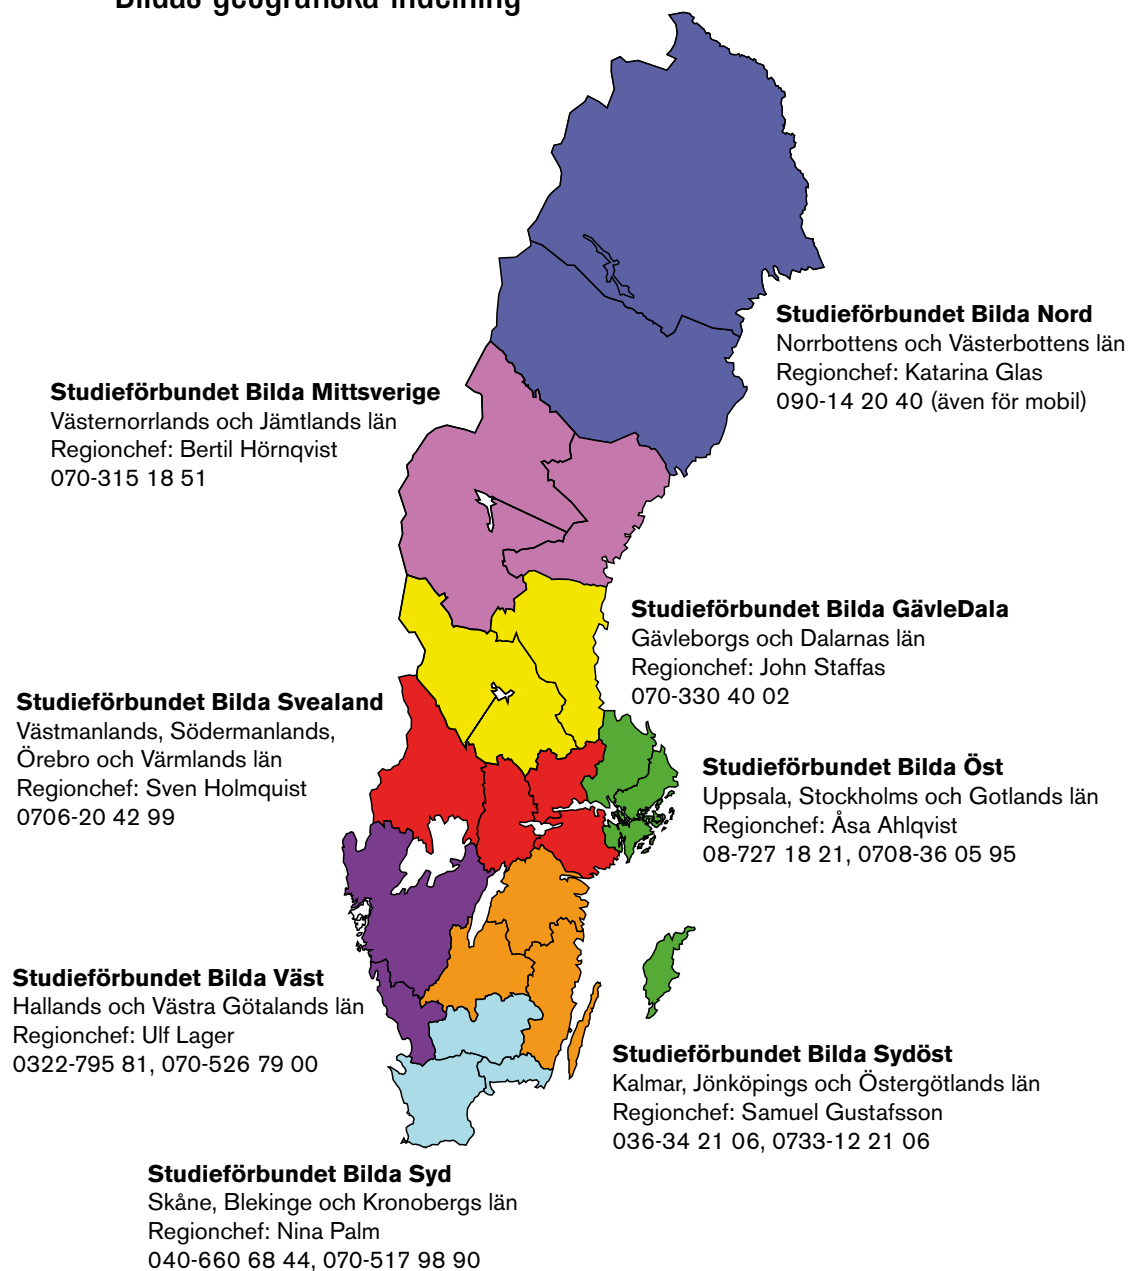 Bildas geografiska indelning
Studieförbundet Bilda Nord
Norrbottens och Västerbottens län
Regionchef: Katarina Glas
090-14 20 40 (även för mobil)
Studieförbundet Bilda Mittsverige
Västernorrlands och Jämtlands län
Regionchef: Bertil Hörnqvist
070-315 18 51
Studieförbundet Bilda GävleDala
Gävleborgs och Dalarnas län
Regionchef: John Staffas
070-330 40 02
Studieförbundet Bilda Svealand
Västmanlands, Södermanlands,
Örebro och Värmlands län
Regionchef: Sven Holmquist
0706-20 42 99
Studieförbundet Bilda Öst
Uppsala, Stockholms och Gotlands län
Regionchef: Åsa Ahlqvist
08-727 18 21, 0708-36 05 95
Studieförbundet Bilda Väst
Hallands och Västra Götalands län
Regionchef: Ulf Lager
0322-795 81, 070-526 79 00
Studieförbundet Bilda Sydöst
Kalmar, Jönköpings och Östergötlands län
Regionchef: Samuel Gustafsson
036-34 21 06, 0733-12 21 06
Studieförbundet Bilda Syd
Skåne, Blekinge och Kronobergs län
Regionchef: Nina Palm
040-660 68 44, 070-517 98 90